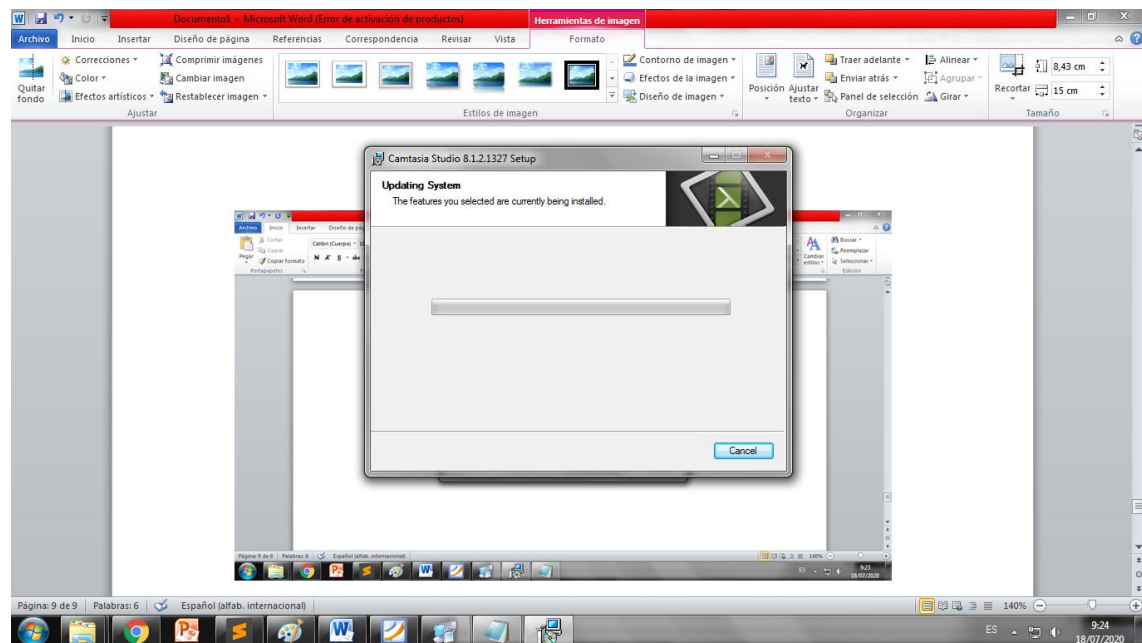 Documento1 - Microsoft Word (Error de activación de productos)
Herramientas de imagen
Archivo Inicio Insertar Diseño de página Referencias Correspondencia Revisar Vista Formato
Quitar fondo
Correcciones
Color
Efectos artísticos
Comprimir imágenes
Cambiar imagen
Restablecer imagen
Contorno de imagen
Efectos de la imagen
Diseño de imagen
Posición
Ajustar texto
Traer adelante
Enviar atrás
Panel de selección
Alinear
Agrupar
Girar
Recortar
8,43 cm
15 cm
Ajustar Estilos de imagen Organizar Tamaño
Camtasia Studio 8.1.2.1327 Setup
Updating System
The features you selected are currently being installed.
Cancel
Archivo Inicio Insertar Diseño de
Pegar
Cortar
Copiar
Copiar formato
Portapapeles
Calibri (Cuerpo)
N K S
Cambiar estilos
Buscar
Reemplazar
Seleccionar
Edición
Página: 9 de 9 Palabras: 6 Español (alfab. internacional) 140%
ES 9:23
18/07/2020
Página: 9 de 9 Palabras: 6 Español (alfab. internacional) 140%
ES 9:24
18/07/2020